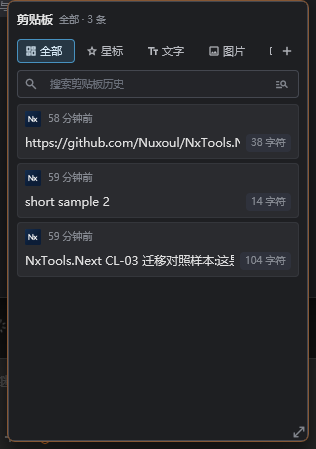 剪贴板 全部 · 3 条
全部 星标 文字 图片
搜索剪贴板历史
Nx 58 分钟前
https://github.com/Nuxoul/NxTools.N 38 字符
Nx 59 分钟前
short sample 2 14 字符
Nx 59 分钟前
NxTools.Next CL-03 迁移对照样本:这是 104 字符